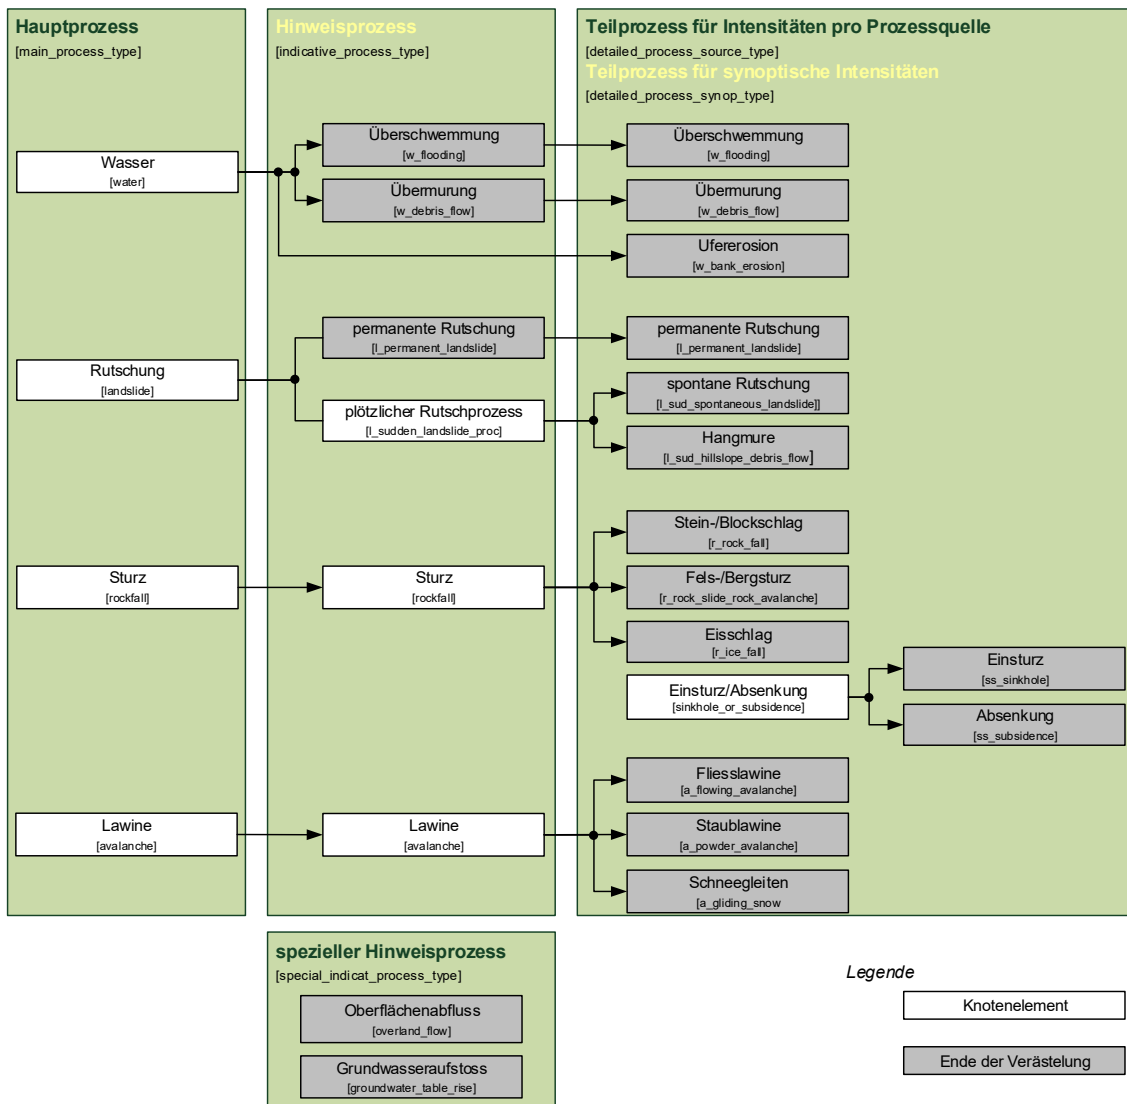 Hauptprozess
[main_process_type]
Wasser
[water]
Rutschung
[landslide]
Sturz
[rockfall]
Lawine
[avalanche]
Hinweisprozess
[indicative_process_type]
Überschwemmung
[w_flooding]
Übermurung
[w_debris_flow]
permanente Rutschung
[l_permanent_landslide]
plötzlicher Rutschprozess
[l_sudden_landslide_proc]
Sturz
[rockfall]
Lawine
[avalanche]
Teilprozess für Intensitäten pro Prozessquelle
[detailed_process_source_type]
Teilprozess für synoptische Intensitäten
[detailed_process_synop_type]
Überschwemmung
[w_flooding]
Übermurung
[w_debris_flow]
Ufererosion
[w_bank_erosion]
permanente Rutschung
[l_permanent_landslide]
spontane Rutschung
[l_sud_spontaneous_landslide]]
Hangmure
[l_sud_hillslope_debris_flow]
Stein-/Blockschlag
[r_rock_fall]
Fels-/Bergsturz
[r_rock_slide_rock_avalanche]
Eisschlag
[r_ice_fall]
Einsturz/Absenkung
[sinkhole_or_subsidence]
Einsturz
[ss_sinkhole]
Absenkung
[ss_subsidence]
Fliesslawine
[a_flowing_avalanche]
Staublawine
[a_powder_avalanche]
Schneegleiten
[a_gliding_snow
spezieller Hinweisprozess
[special_indicat_process_type]
Oberflächenabfluss
[overland_flow]
Grundwasseraufstoss
[groundwater_table_rise]
Legende
Knotenelement
Ende der Verästelung